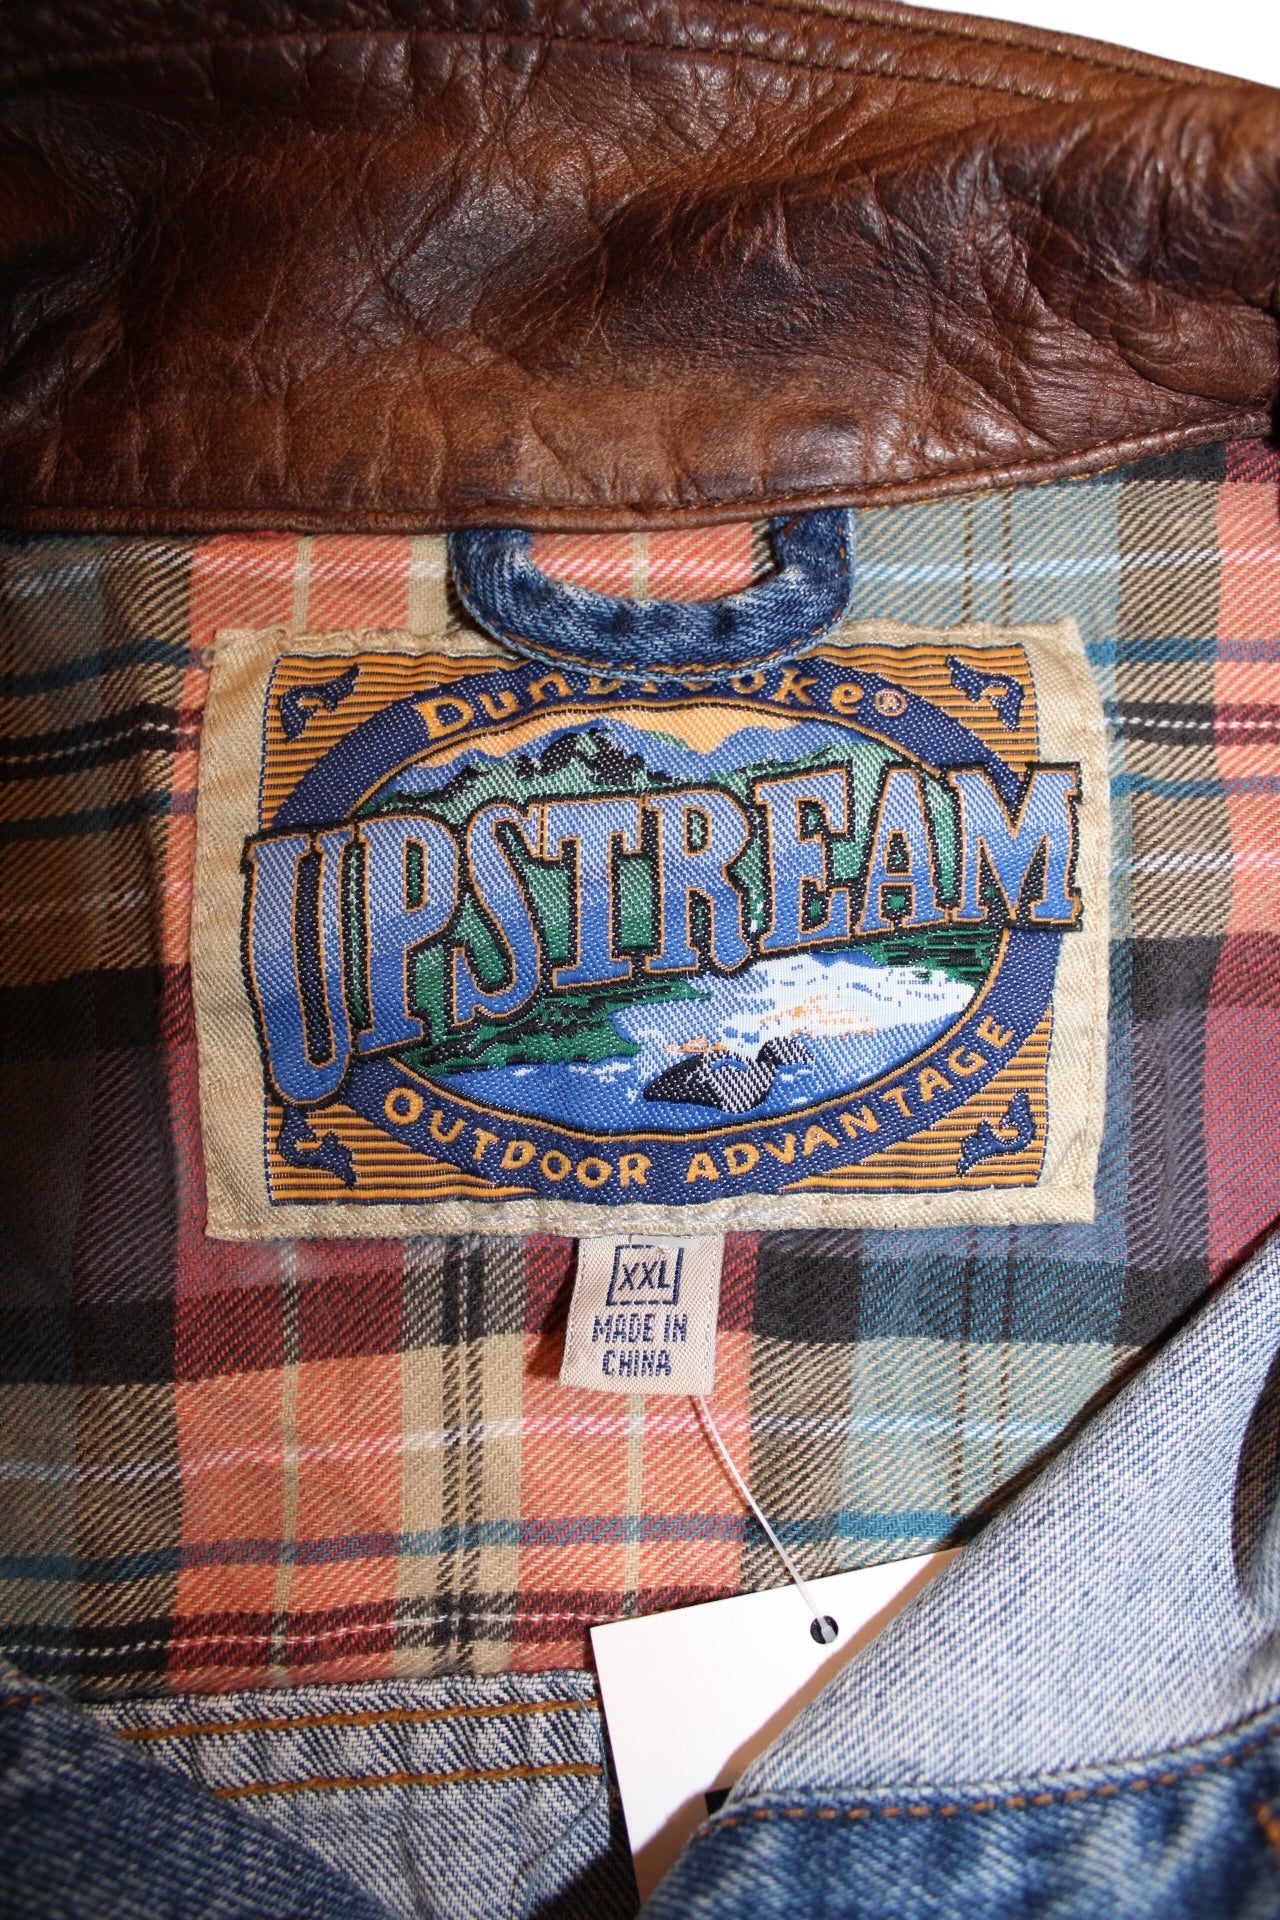 Dunbrooke®
UPSTREAM
OUTDOOR ADVANTAGE
XXL
MADE IN
CHINA